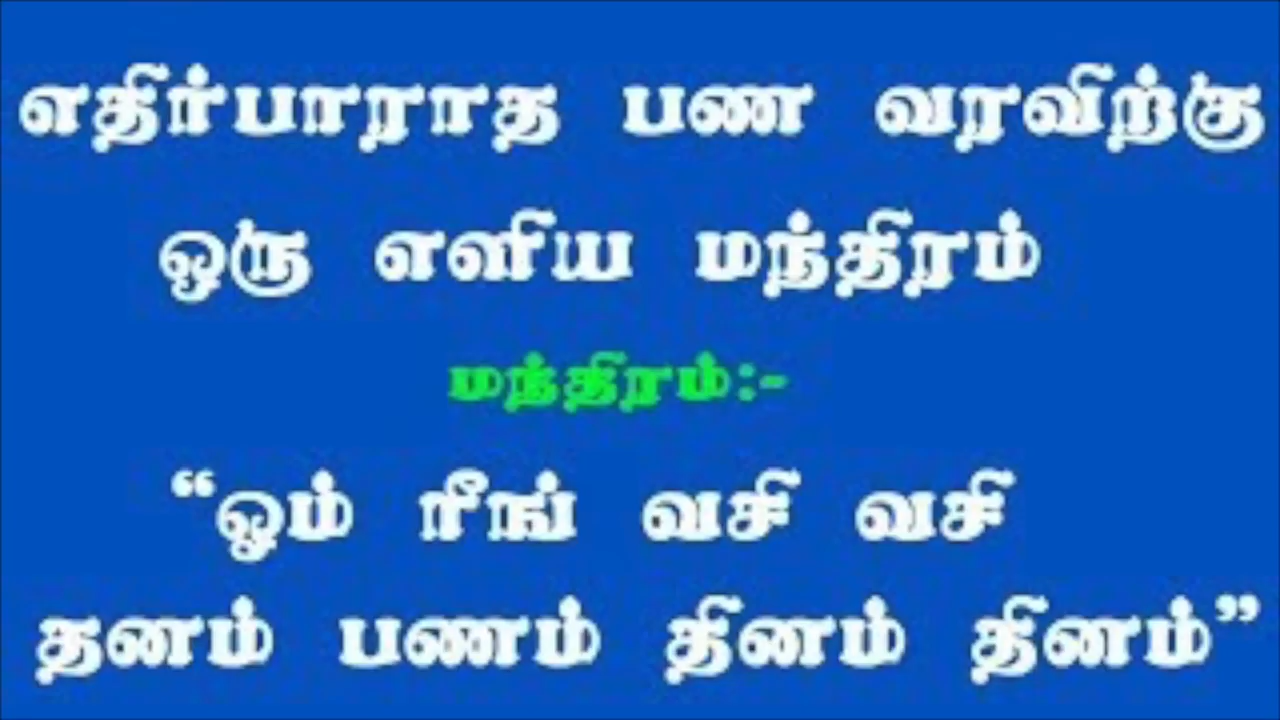 எதிர்பாராத பண வரவிற்கு
ஒரு எளிய மந்திரம்
மந்திரம்:-
“ஓம் ரீங் வசி வசி
தனம் பணம் தினம் தினம்”